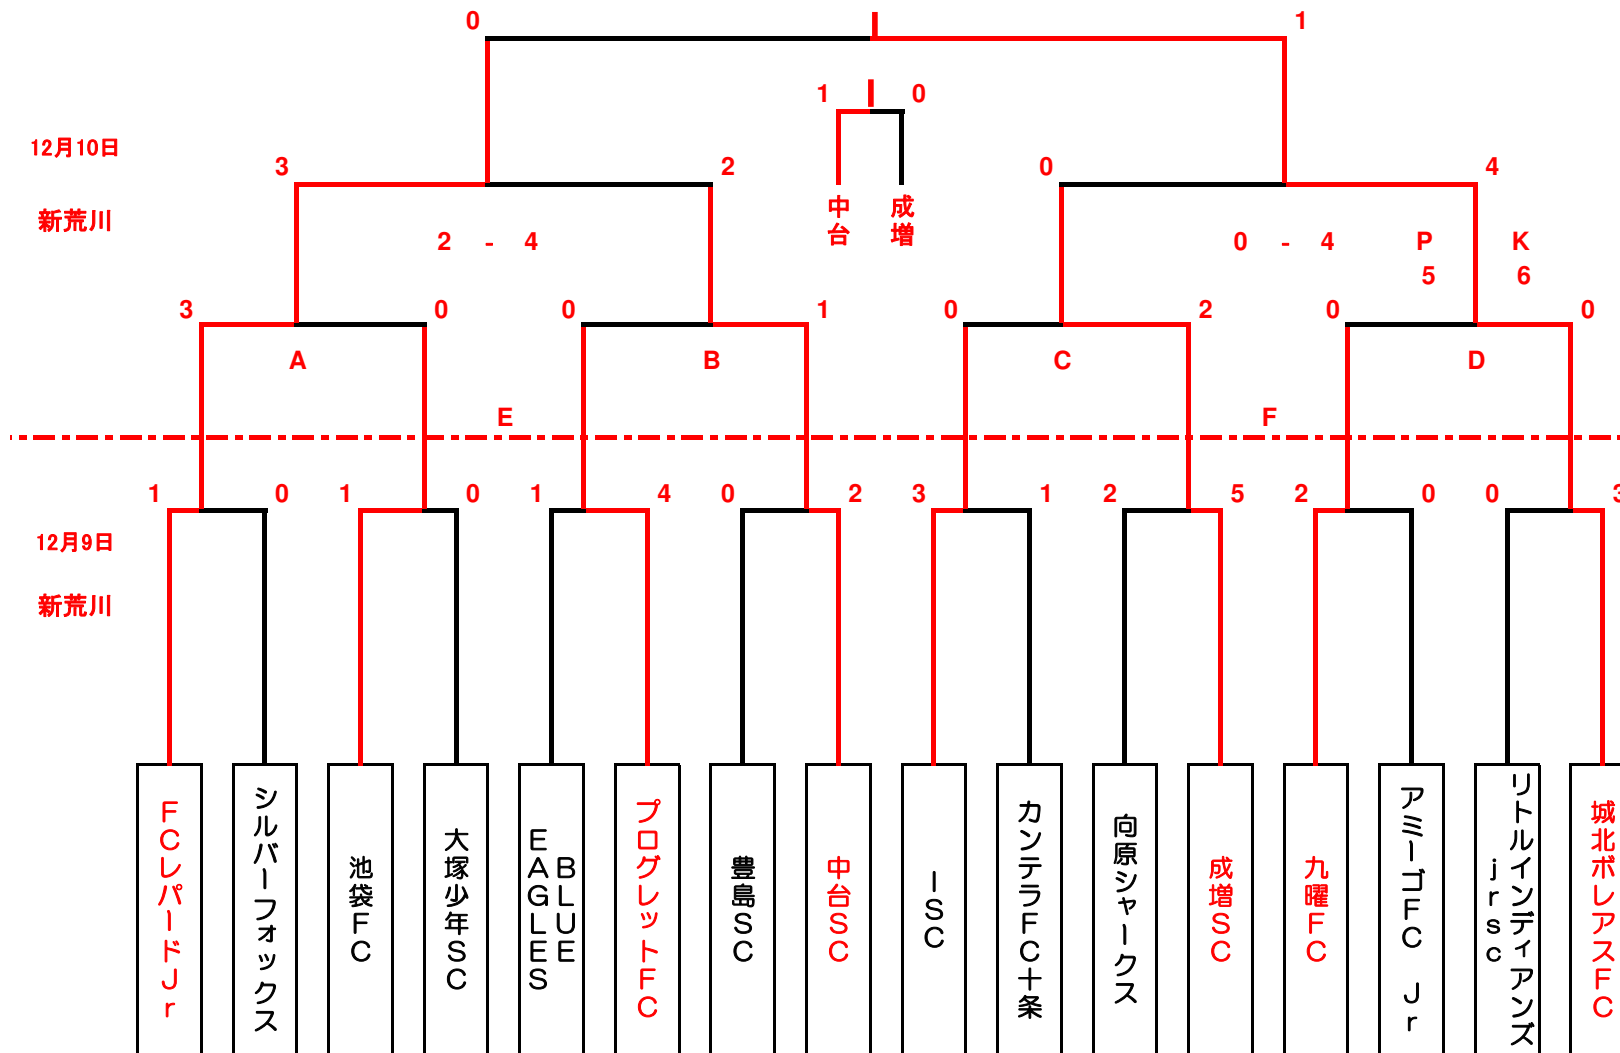 0 1
1 0
12月10日
3 2 0 4
新荒川
中台 成増
2 - 4 0 - 4 P K
5 6
3 0 0 1 0 2 0 0
A B C D
E F
1 0 1 0 1 4 0 2 3 1 2 5 2 0 0 3
12月9日
新荒川
FCレパードJr
シルバーフォックス
池袋FC
大塚少年SC
BLUE
EAGLES
プログレットFC
豊島SC
中台SC
ISC
カンテラFC十条
向原シャークス
成増SC
九曜FC
アミーゴFC Jr
リトルインディアンズ
jrsc
城北ボレアスFC